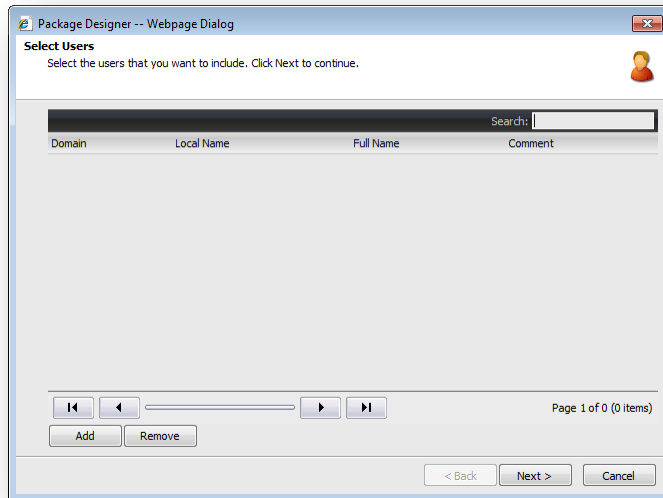 Package Designer -- Webpage Dialog
Select Users
Select the users that you want to include. Click Next to continue.
Search:
Domain Local Name Full Name Comment
Page 1 of 0 (0 items)
Add Remove
< Back Next > Cancel